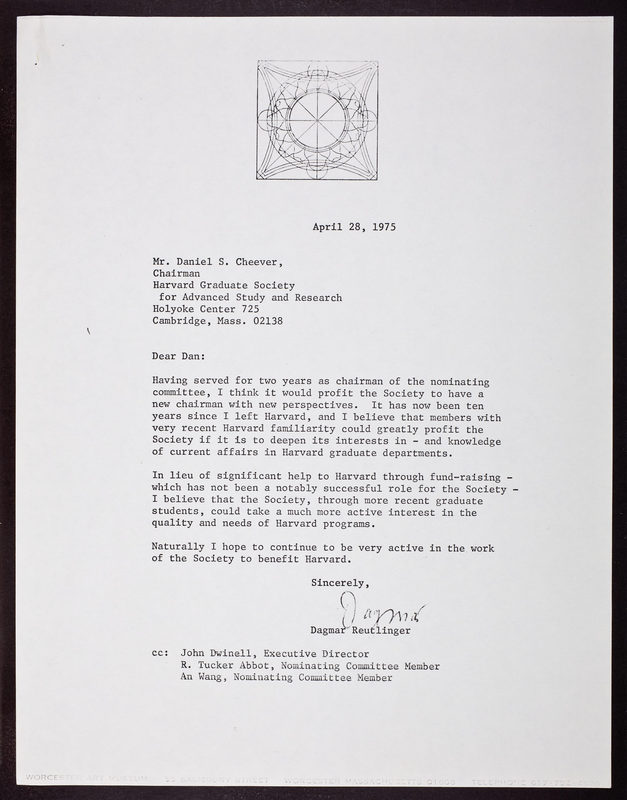 April 28, 1975
Mr. Daniel S. Cheever,
Chairman
Harvard Graduate Society
for Advanced Study and Research
Holyoke Center 725
Cambridge, Mass. 02138
Dear Dan:
Having served for two years as chairman of the nominating
committee, I think it would profit the Society to have a
new chairman with new perspectives. It has now been ten
years since I left Harvard, and I believe that members with
very recent Harvard familiarity could greatly profit the
Society if it is to deepen its interests in - and knowledge
of current affairs in Harvard graduate departments.
In lieu of significant help to Harvard through fund-raising -
which has not been a notably successful role for the Society -
I believe that the Society, through more recent graduate
students, could take a much more active interest in the
quality and needs of Harvard programs.
Naturally I hope to continue to be very active in the work
of the Society to benefit Harvard.
Sincerely,
Dagmar
Dagmar Reutlinger
cc: John Dwinell, Executive Director
R. Tucker Abbot, Nominating Committee Member
An Wang, Nominating Committee Member
WORCESTER ART MUSEUM 55 SALISBURY STREET WORCESTER MASSACHUSETTS 01608 TELEPHONE